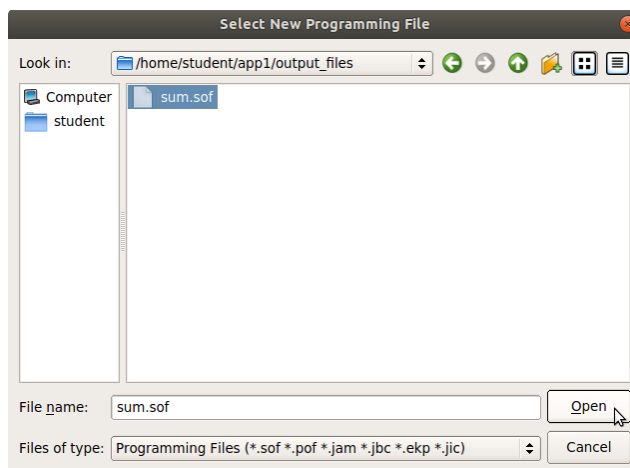 Select New Programming File
Look in: /home/student/app1/output_files
Computer
student
sum.sof
File name: sum.sof
Open
Files of type: Programming Files (*.sof *.pof *.jam *.jbc *.ekp *.jic)
Cancel